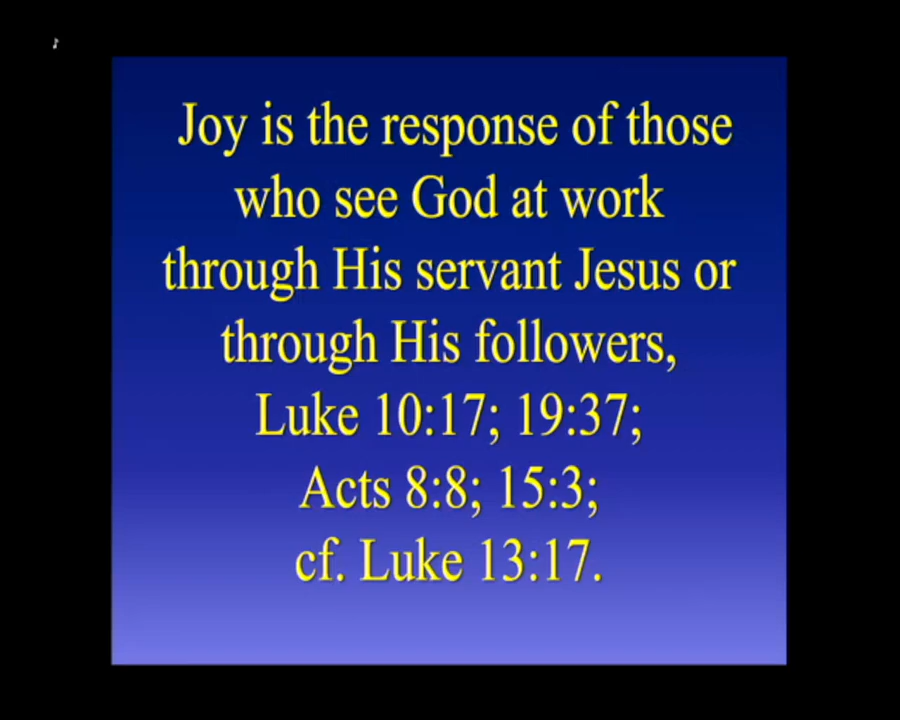 Joy is the response of those
who see God at work
through His servant Jesus or
through His followers,
Luke 10:17; 19:37;
Acts 8:8; 15:3;
cf. Luke 13:17.